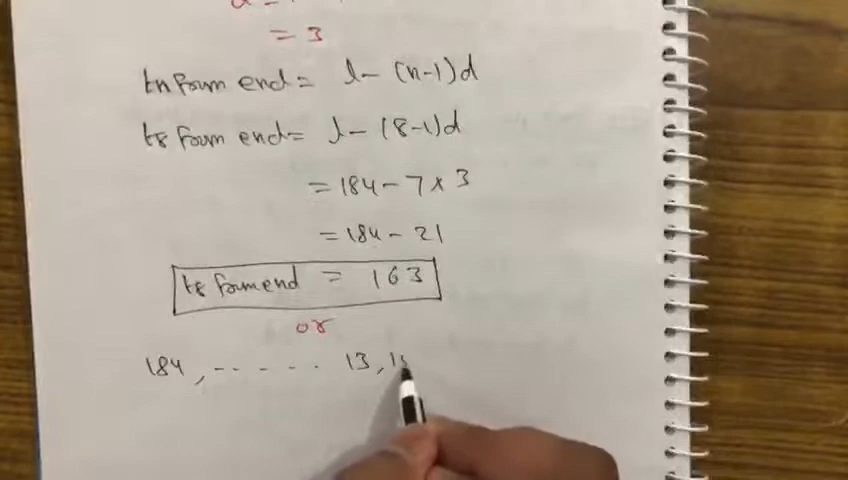 = 3
tn from end = l - (n-1)d
t8 from end = l - (8-1)d
= 184 - 7 x 3
= 184 - 21
t8 from end = 163
or
184, ..... 13, 1